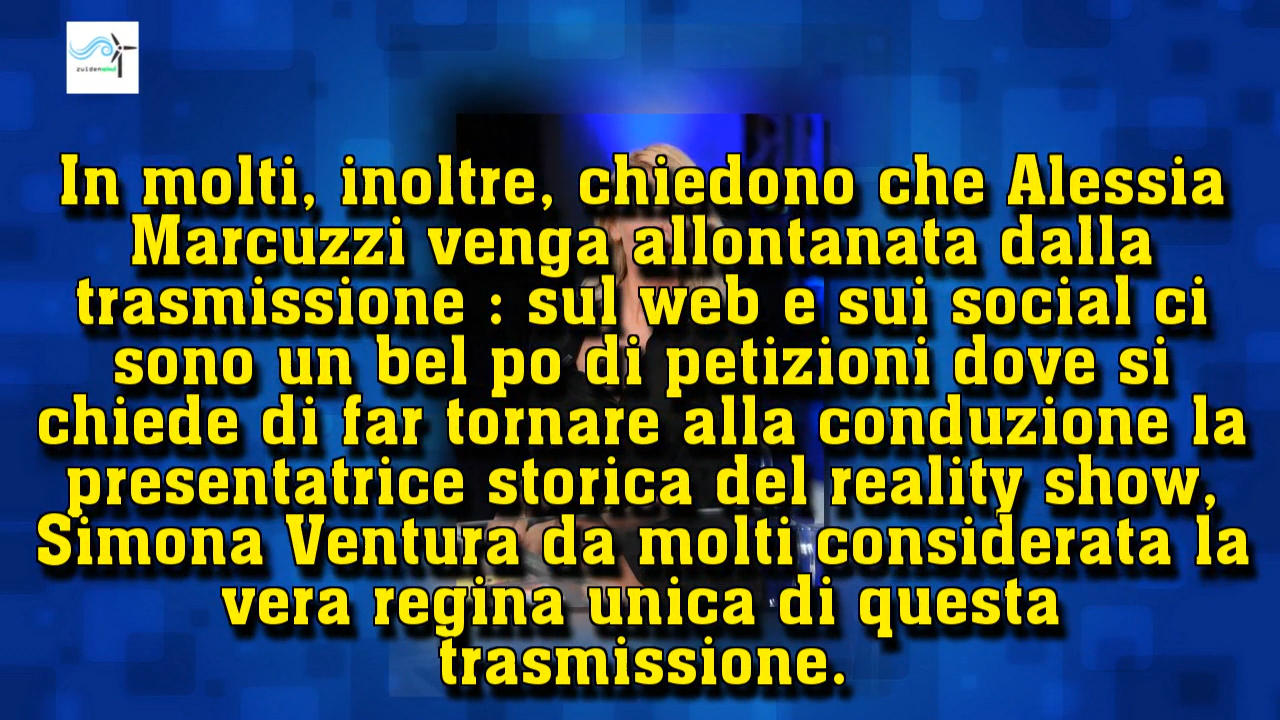 zuidenwind
In molti, inoltre, chiedono che Alessia
Marcuzzi venga allontanata dalla
trasmissione : sul web e sui social ci
sono un bel po di petizioni dove si
chiede di far tornare alla conduzione la
presentatrice storica del reality show,
Simona Ventura da molti considerata la
vera regina unica di questa
trasmissione.